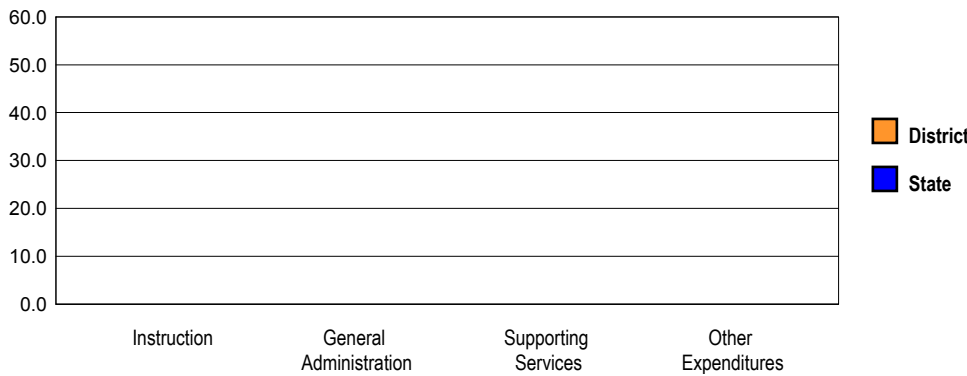 60.0
50.0
40.0
30.0
20.0
10.0
0.0
Instruction
General
Administration
Supporting
Services
Other
Expenditures
District
State